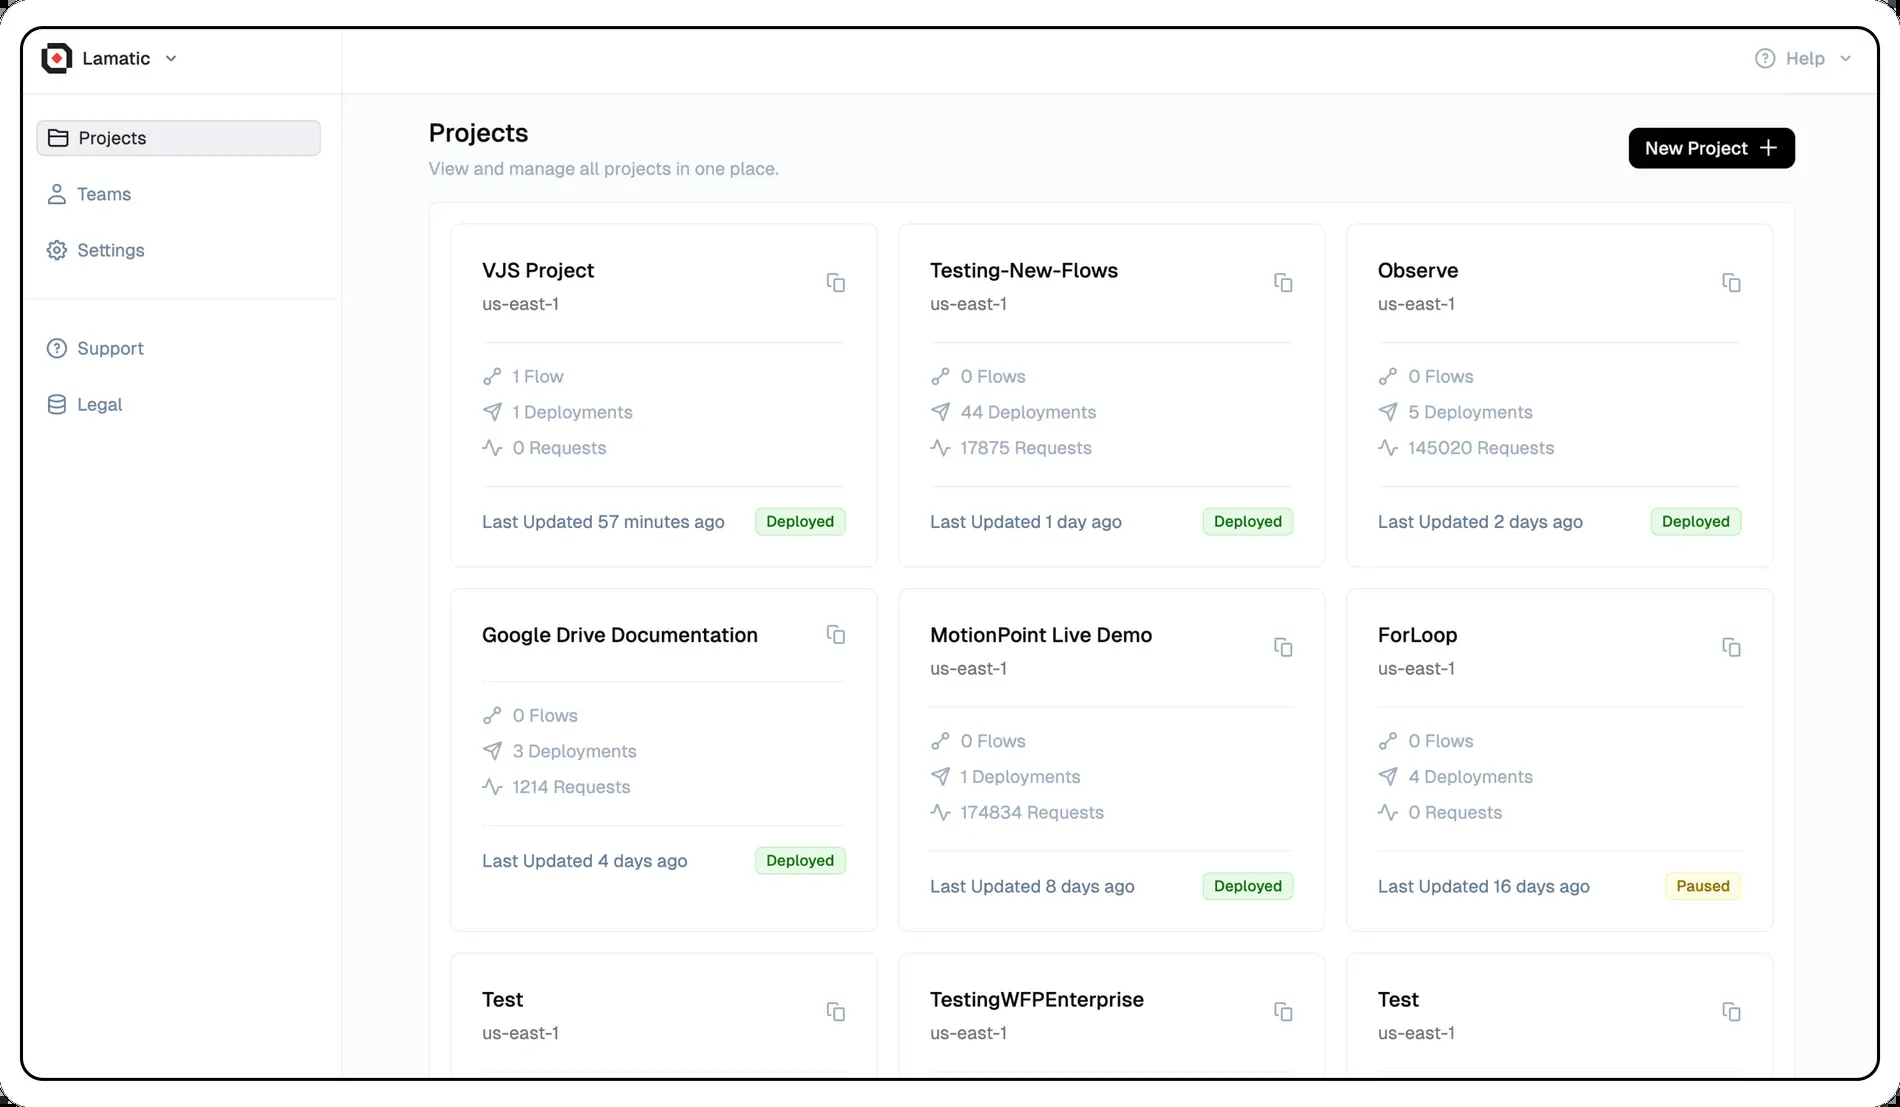 Lamatic
Help
Projects
Teams
Settings
Support
Legal
Projects
View and manage all projects in one place.
New Project
VJS Project
us-east-1
1 Flow
1 Deployments
0 Requests
Last Updated 57 minutes ago
Deployed
Testing-New-Flows
us-east-1
0 Flows
44 Deployments
17875 Requests
Last Updated 1 day ago
Deployed
Observe
us-east-1
0 Flows
5 Deployments
145020 Requests
Last Updated 2 days ago
Deployed
Google Drive Documentation
0 Flows
3 Deployments
1214 Requests
Last Updated 4 days ago
Deployed
MotionPoint Live Demo
us-east-1
0 Flows
1 Deployments
174834 Requests
Last Updated 8 days ago
Deployed
ForLoop
us-east-1
0 Flows
4 Deployments
0 Requests
Last Updated 16 days ago
Paused
Test
us-east-1
TestingWFPEnterprise
us-east-1
Test
us-east-1